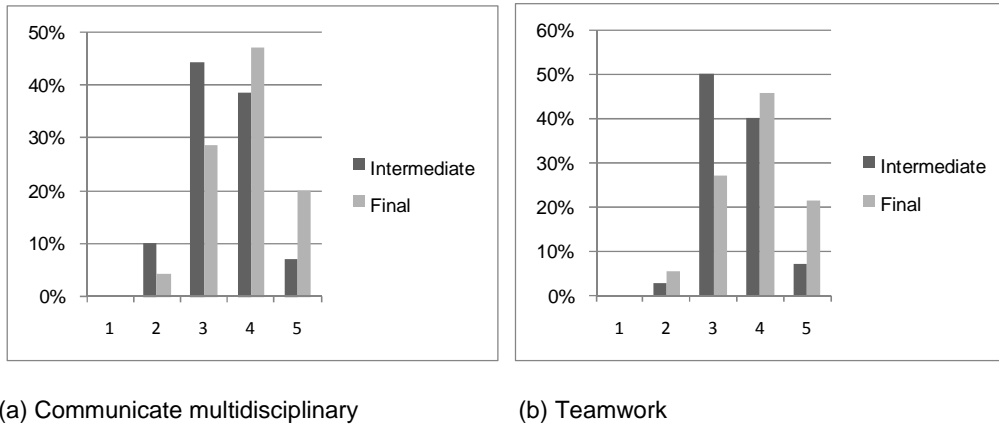 50%
40%
30%
20%
10%
0%
1 2 3 4 5
Intermediate
Final
60%
50%
40%
30%
20%
10%
0%
1 2 3 4 5
Intermediate
Final
(a) Communicate multidisciplinary
(b) Teamwork